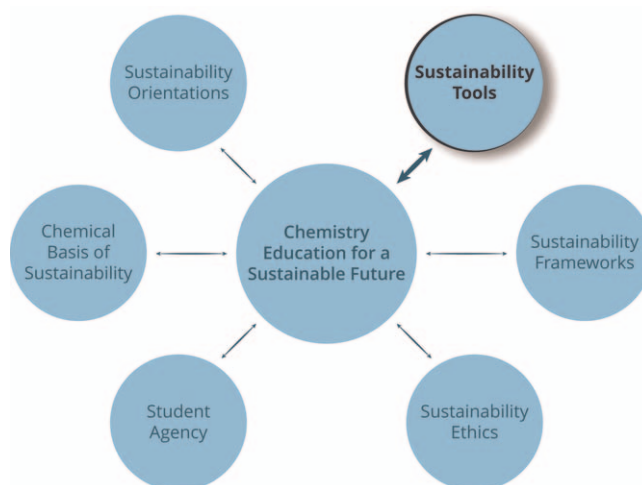 Sustainability
Orientations
Sustainability
Tools
Chemical
Basis of
Sustainability
Chemistry
Education for a
Sustainable Future
Sustainability
Frameworks
Student
Agency
Sustainability
Ethics